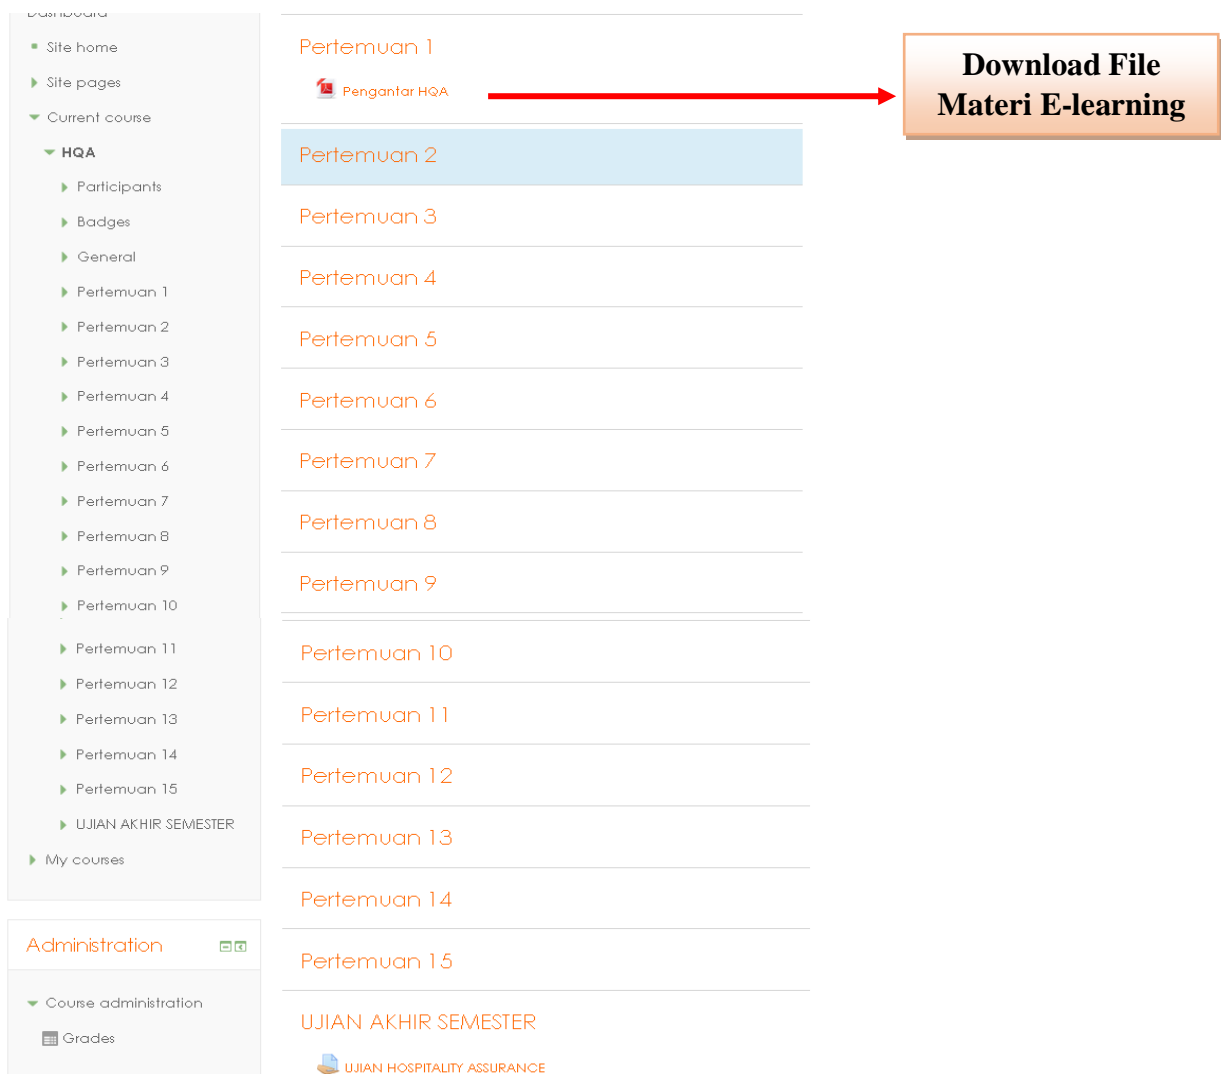 Dashboard
Site home
Site pages
Current course
HQA
Participants
Badges
General
Pertemuan 1
Pertemuan 2
Pertemuan 3
Pertemuan 4
Pertemuan 5
Pertemuan 6
Pertemuan 7
Pertemuan 8
Pertemuan 9
Pertemuan 10
Pertemuan 11
Pertemuan 12
Pertemuan 13
Pertemuan 14
Pertemuan 15
UJIAN AKHIR SEMESTER
My courses
Administration
Course administration
Grades
Pertemuan 1
Pengantar HQA
Pertemuan 2
Pertemuan 3
Pertemuan 4
Pertemuan 5
Pertemuan 6
Pertemuan 7
Pertemuan 8
Pertemuan 9
Pertemuan 10
Pertemuan 11
Pertemuan 12
Pertemuan 13
Pertemuan 14
Pertemuan 15
UJIAN AKHIR SEMESTER
UJIAN HOSPITALITY ASSURANCE
Download File
Materi E-learning